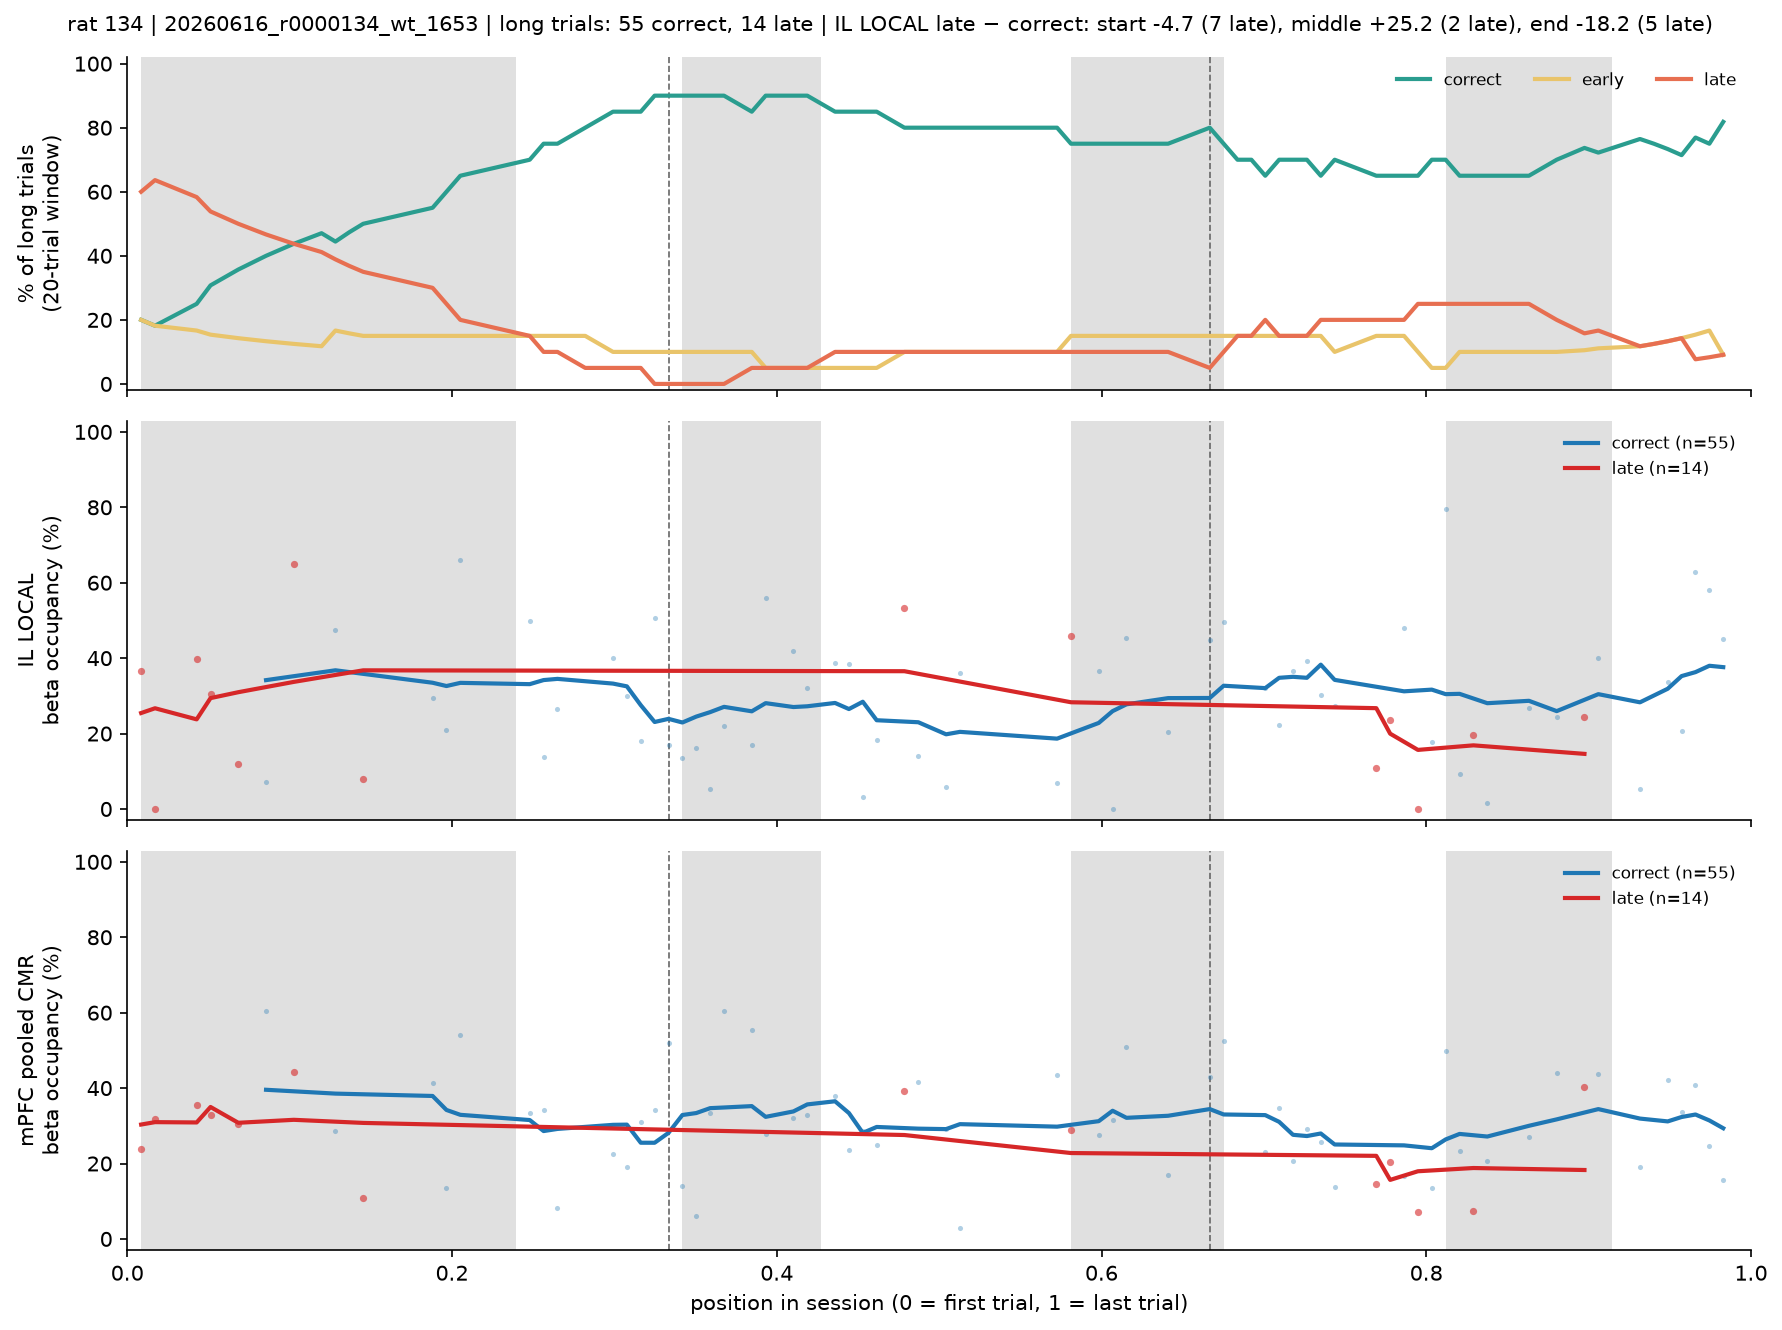 rat 134 | 20260616_r0000134_wt_1653 | long trials: 55 correct, 14 late | IL LOCAL late − correct: start -4.7 (7 late), middle +25.2 (2 late), end -18.2 (5 late)
% of long trials
(20-trial window)
100
80
60
40
20
0
correct
early
late
IL LOCAL
beta occupancy (%)
100
80
60
40
20
0
correct (n=55)
late (n=14)
mPFC pooled CMR
beta occupancy (%)
100
80
60
40
20
0
correct (n=55)
late (n=14)
0.0
0.2
0.4
0.6
0.8
1.0
position in session (0 = first trial, 1 = last trial)